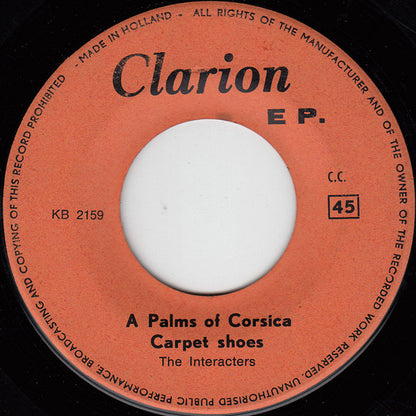 MADE IN HOLLAND - ALL RIGHTS OF THE MANUFACTURER AND OF THE OWNER OF THE RECORDED WORK RESERVED. UNAUTHORISED PUBLIC PERFORMANCE BROADCASTING AND COPYING OF THIS RECORD PROHIBITED -
Clarion
E P.
C.C.
KB 2159
45
A Palms of Corsica
Carpet shoes
The Interacters